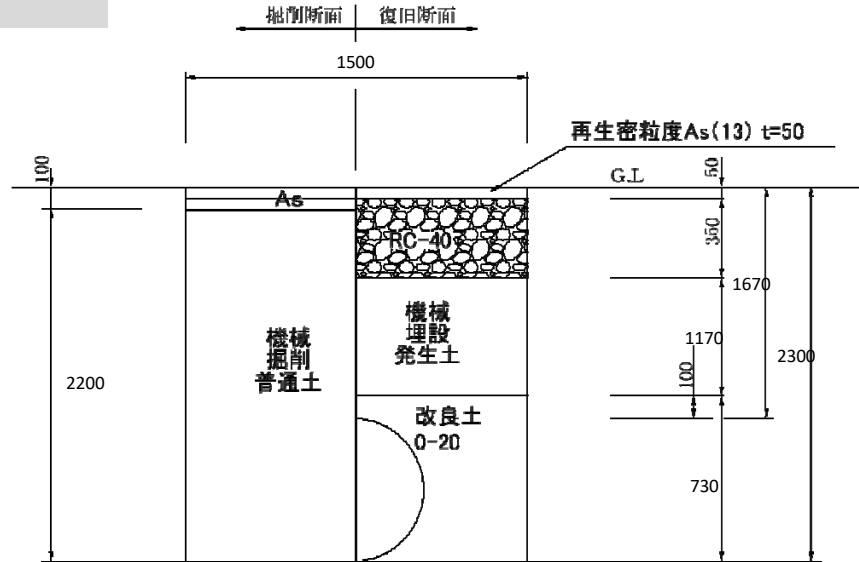 掘削断面 復旧断面
1500
再生密粒度As(13) t=50
100
G.L
50
As
RC-40
350
1670
機械
埋設
発生土
機械
掘削
普通土
1170
2300
2200
100
改良土
0-20
730